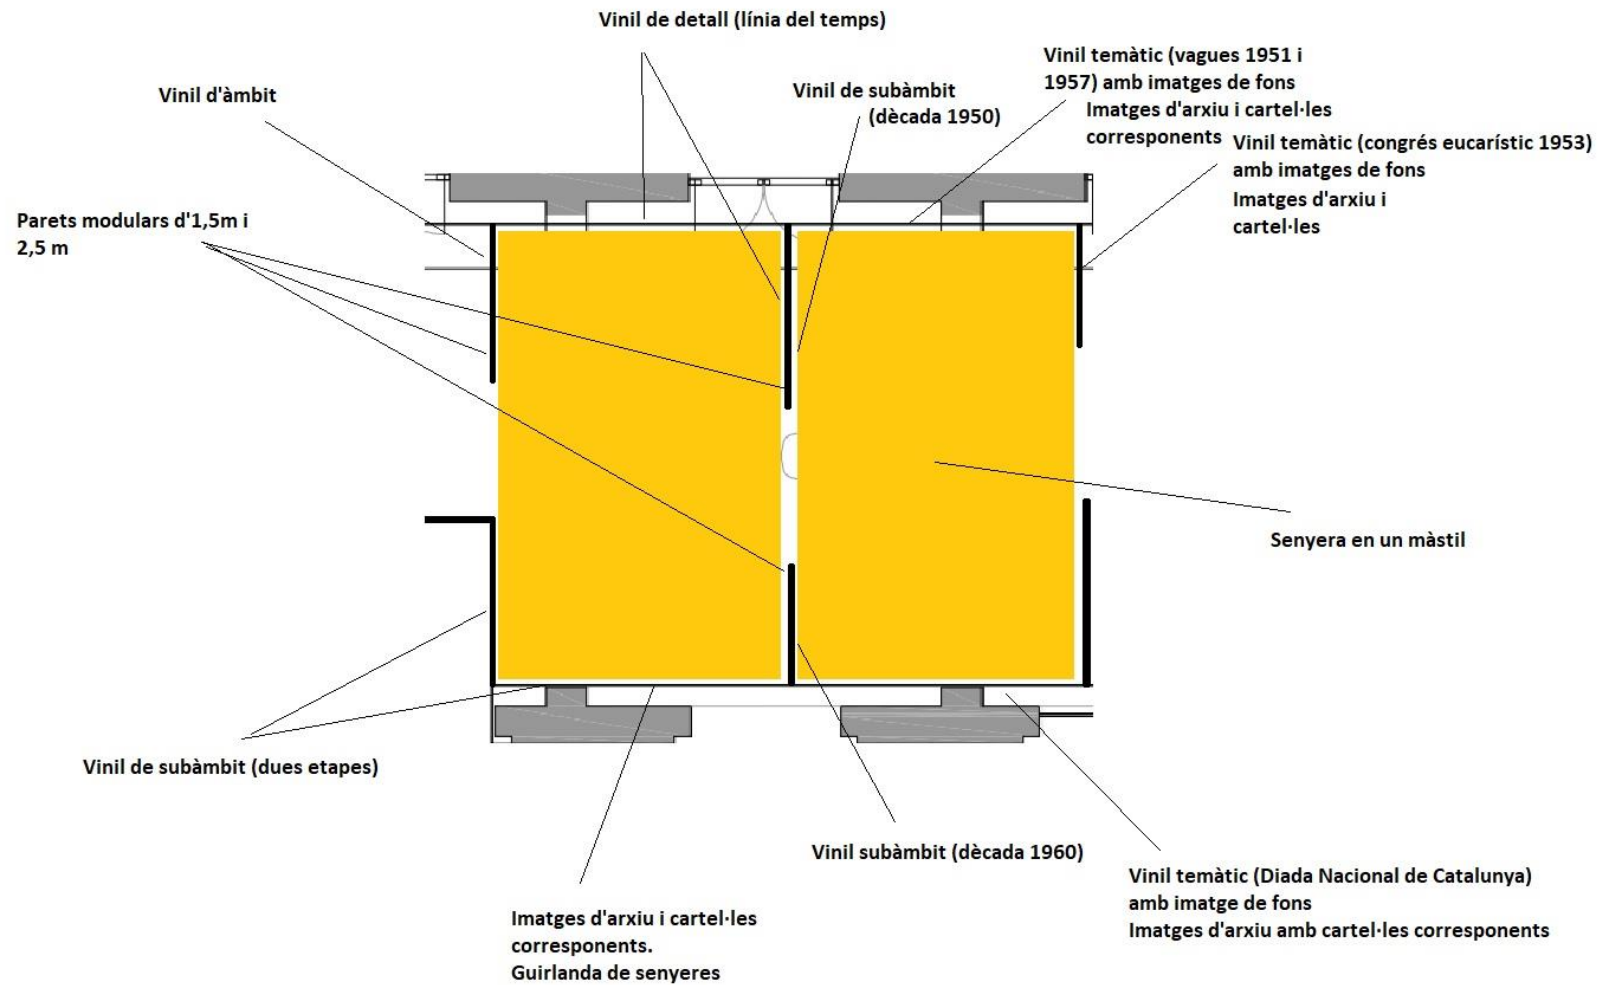 Vinil de detall (línia del temps)
Vinil temàtic (vagues 1951 i
1957) amb imatges de fons
Imatges d'arxiu i cartel·les
corresponents
Vinil d'àmbit
Vinil de subàmbit
(dècada 1950)
Vinil temàtic (congrés eucarístic 1953)
amb imatges de fons
Imatges d'arxiu i
cartel·les
Parets modulars d'1,5m i
2,5 m
Senyera en un màstil
Vinil de subàmbit (dues etapes)
Vinil subàmbit (dècada 1960)
Vinil temàtic (Diada Nacional de Catalunya)
amb imatge de fons
Imatges d'arxiu amb cartel·les corresponents
Imatges d'arxiu i cartel·les
corresponents.
Guirlanda de senyeres